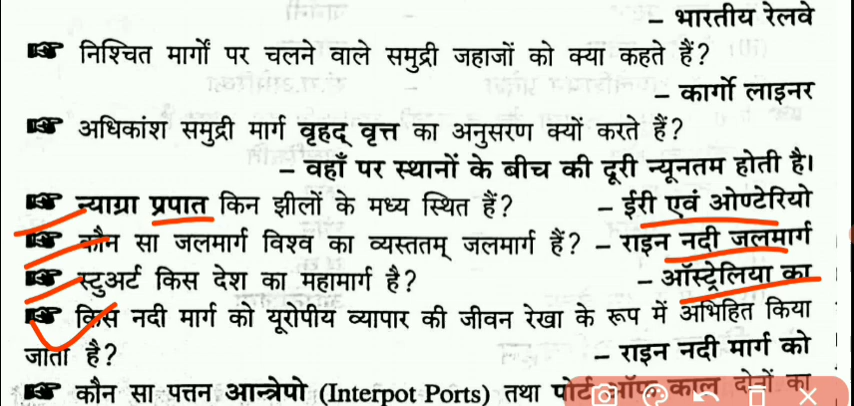 – भारतीय रेलवे
☞ निश्चित मार्गों पर चलने वाले समुद्री जहाजों को क्या कहते हैं?
– कार्गो लाइनर
☞ अधिकांश समुद्री मार्ग वृहद् वृत्त का अनुसरण क्यों करते हैं?
– वहाँ पर स्थानों के बीच की दूरी न्यूनतम होती है।
☞ न्याग्रा प्रपात किन झीलों के मध्य स्थित हैं? – ईरी एवं ओण्टेरियो
☞ कौन सा जलमार्ग विश्व का व्यस्ततम् जलमार्ग हैं? – राइन नदी जलमार्ग
☞ स्टुअर्ट किस देश का महामार्ग है? – ऑस्ट्रेलिया का
☞ किस नदी मार्ग को यूरोपीय व्यापार की जीवन रेखा के रूप में अभिहित किया
जाता है? – राइन नदी मार्ग को
☞ कौन सा पत्तन आन्त्रेपो (Interpot Ports) तथा पोर्ट ऑफ काल दोनों का